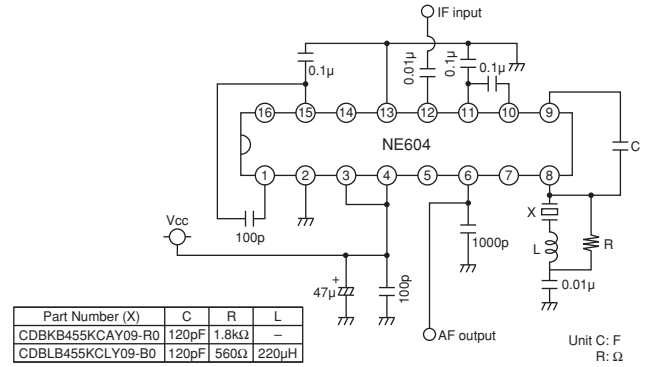 IF input
0.1µ
0.01µ
0.1µ
0.1µ
16 15 14 13 12 11 10 9
NE604
C
1 2 3 4 5 6 7 8
X
Vcc
100p
1000p
L
R
+
47µ
100p
0.01µ
AF output
Part Number (X) C R L
CDBKB455KCAY09-R0 120pF 1.8kΩ –
CDBLB455KCLY09-B0 120pF 560Ω 220µH
Unit C: F
R: Ω